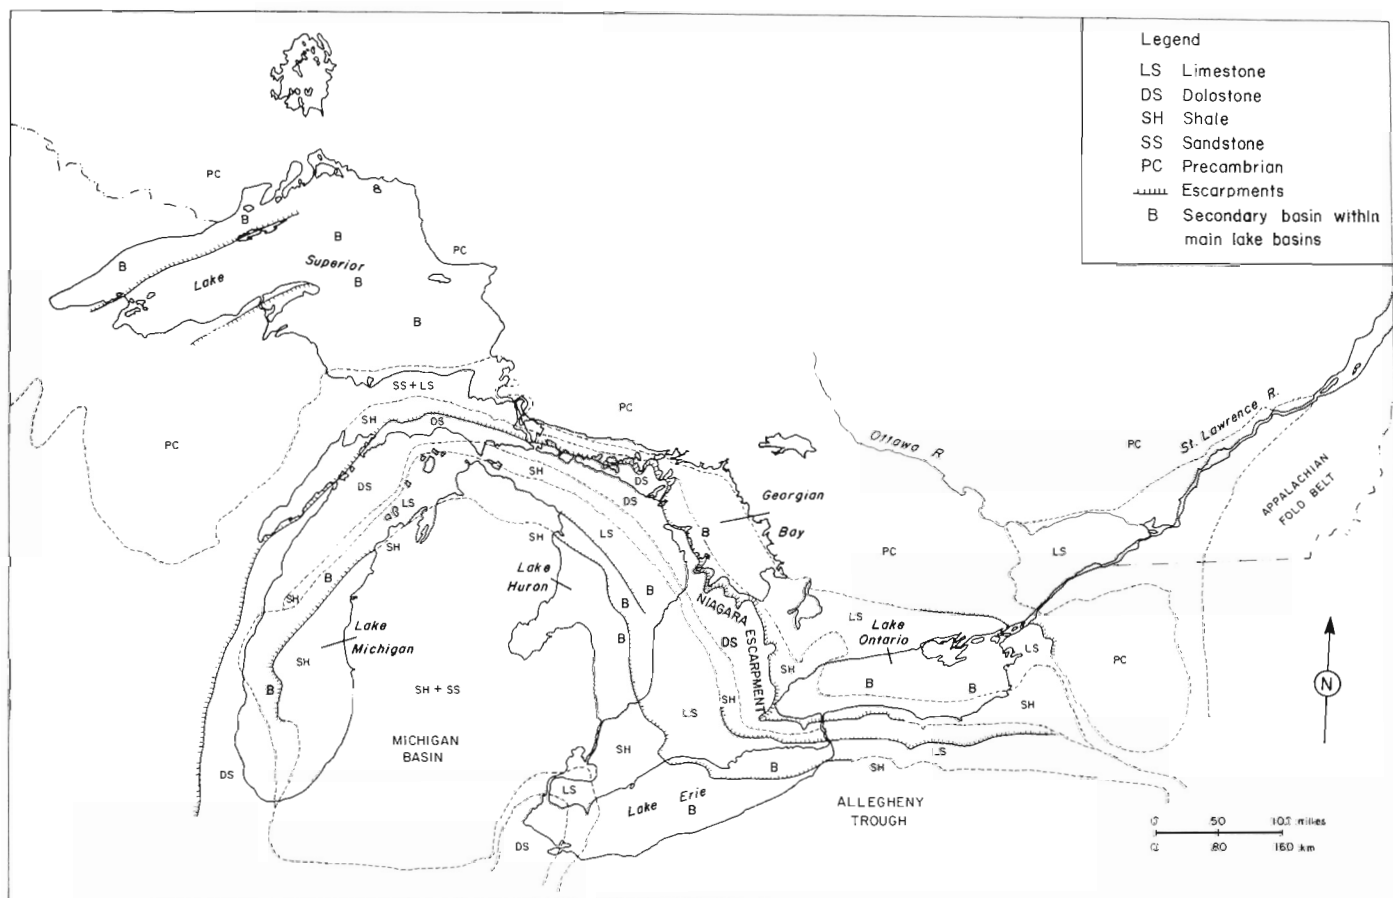 Legend
LS Limestone
DS Dolostone
SH Shale
SS Sandstone
PC Precambrian
Escarpments
B Secondary basin within
main lake basins
PC
B
B
PC
B
Superior
Lake
B
B
SS + LS
PC
SH
DS
PC
Ottawa R
PC
St. Lawrence R.
APPALACHIAN
FOLD BELT
SH
DS
DS
DS
LS
Georgian
Bay
B
LS
SH
SH
PC
LS
Lake
Huron
B
B
SH
B
B
NIAGARA ESCARPMENT
LS
Lake
Ontario
LS
Lake
Michigan
SH
DS
SH
PC
B
SH + SS
B
B
LS
SH
SH
MICHIGAN
BASIN
SH
LS
DS
B
SH
LS
Lake Erie
B
ALLEGHENY
TROUGH
DS
N
0 50 100 miles
0 80 160 km